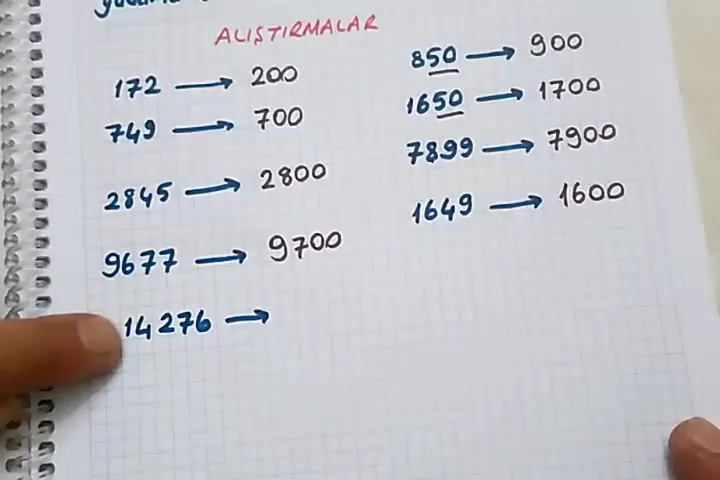 ALIŞTIRMALAR
172 → 200
749 → 700
2845 → 2800
9677 → 9700
14276 →
850 → 900
1650 → 1700
7899 → 7900
1649 → 1600